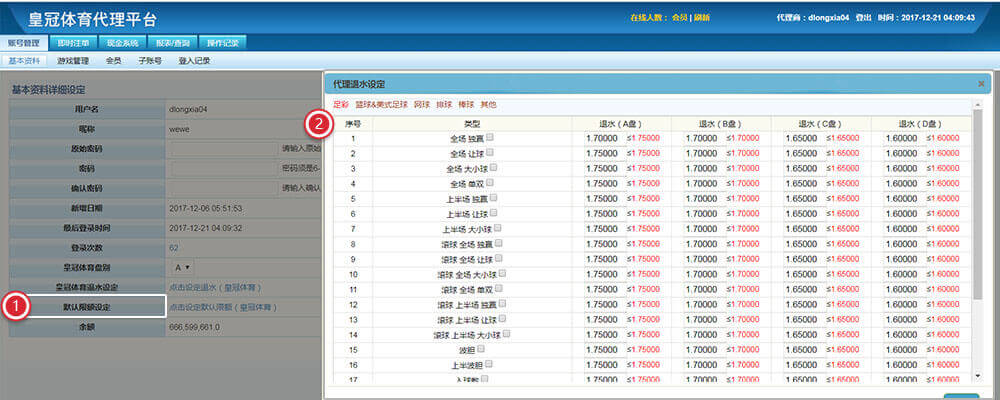 皇冠体育代理平台
在线人数： 会员 | 刷新
代理商：dlongxia04 登出 时间：2017-12-21 04:09:43
账号管理 即时注单 现金系统 报表/查询 操作记录
基本资料 游戏管理 会员 子账号 登入记录
基本资料详细设定
用户名 dlongxia04
昵称 wewe
原始密码 请输入原始
密码 密码须是6-
确认密码 请输入确认
新增日期 2017-12-06 05:51:53
最后登录时间 2017-12-21 04:09:32
登录次数 62
皇冠体育盘别 A
皇冠体育退水设定 点击设定退水（皇冠体育）
1
默认限额设定 点击设定默认限额（皇冠体育）
余额 666,599,661.0
代理退水设定
足彩 篮球&美式足球 网球 排球 棒球 其他
2
序号 类型 退水（A盘） 退水（B盘） 退水（C盘） 退水（D盘）
1 全场 独赢 1.70000 ≤1.75000 1.70000 ≤1.70000 1.65000 ≤1.65000 1.60000 ≤1.60000
2 全场 让球 1.75000 ≤1.75000 1.70000 ≤1.70000 1.65000 ≤1.65000 1.60000 ≤1.60000
3 全场 大小球 1.75000 ≤1.75000 1.70000 ≤1.70000 1.65000 ≤1.65000 1.60000 ≤1.60000
4 全场 单双 1.75000 ≤1.75000 1.70000 ≤1.70000 1.65000 ≤1.65000 1.60000 ≤1.60000
5 上半场 独赢 1.75000 ≤1.75000 1.70000 ≤1.70000 1.65000 ≤1.65000 1.60000 ≤1.60000
6 上半场 让球 1.75000 ≤1.75000 1.70000 ≤1.70000 1.65000 ≤1.65000 1.60000 ≤1.60000
7 上半场 大小球 1.75000 ≤1.75000 1.70000 ≤1.70000 1.65000 ≤1.65000 1.60000 ≤1.60000
8 滚球 全场 独赢 1.75000 ≤1.75000 1.70000 ≤1.70000 1.65000 ≤1.65000 1.60000 ≤1.60000
9 滚球 全场 让球 1.75000 ≤1.75000 1.70000 ≤1.70000 1.65000 ≤1.65000 1.60000 ≤1.60000
10 滚球 全场 大小球 1.75000 ≤1.75000 1.70000 ≤1.70000 1.65000 ≤1.65000 1.60000 ≤1.60000
11 滚球 全场 单双 1.75000 ≤1.75000 1.70000 ≤1.70000 1.65000 ≤1.65000 1.60000 ≤1.60000
12 滚球 上半场 独赢 1.75000 ≤1.75000 1.70000 ≤1.70000 1.65000 ≤1.65000 1.60000 ≤1.60000
13 滚球 上半场 让球 1.75000 ≤1.75000 1.70000 ≤1.70000 1.65000 ≤1.65000 1.60000 ≤1.60000
14 滚球 上半场 大小球 1.75000 ≤1.75000 1.70000 ≤1.70000 1.65000 ≤1.65000 1.60000 ≤1.60000
15 波胆 1.75000 ≤1.75000 1.70000 ≤1.70000 1.65000 ≤1.65000 1.60000 ≤1.60000
16 上半波胆 1.75000 ≤1.75000 1.70000 ≤1.70000 1.65000 ≤1.65000 1.60000 ≤1.60000
17 入球数 1.75000 ≤1.75000 1.70000 ≤1.70000 1.65000 ≤1.65000 1.60000 ≤1.60000